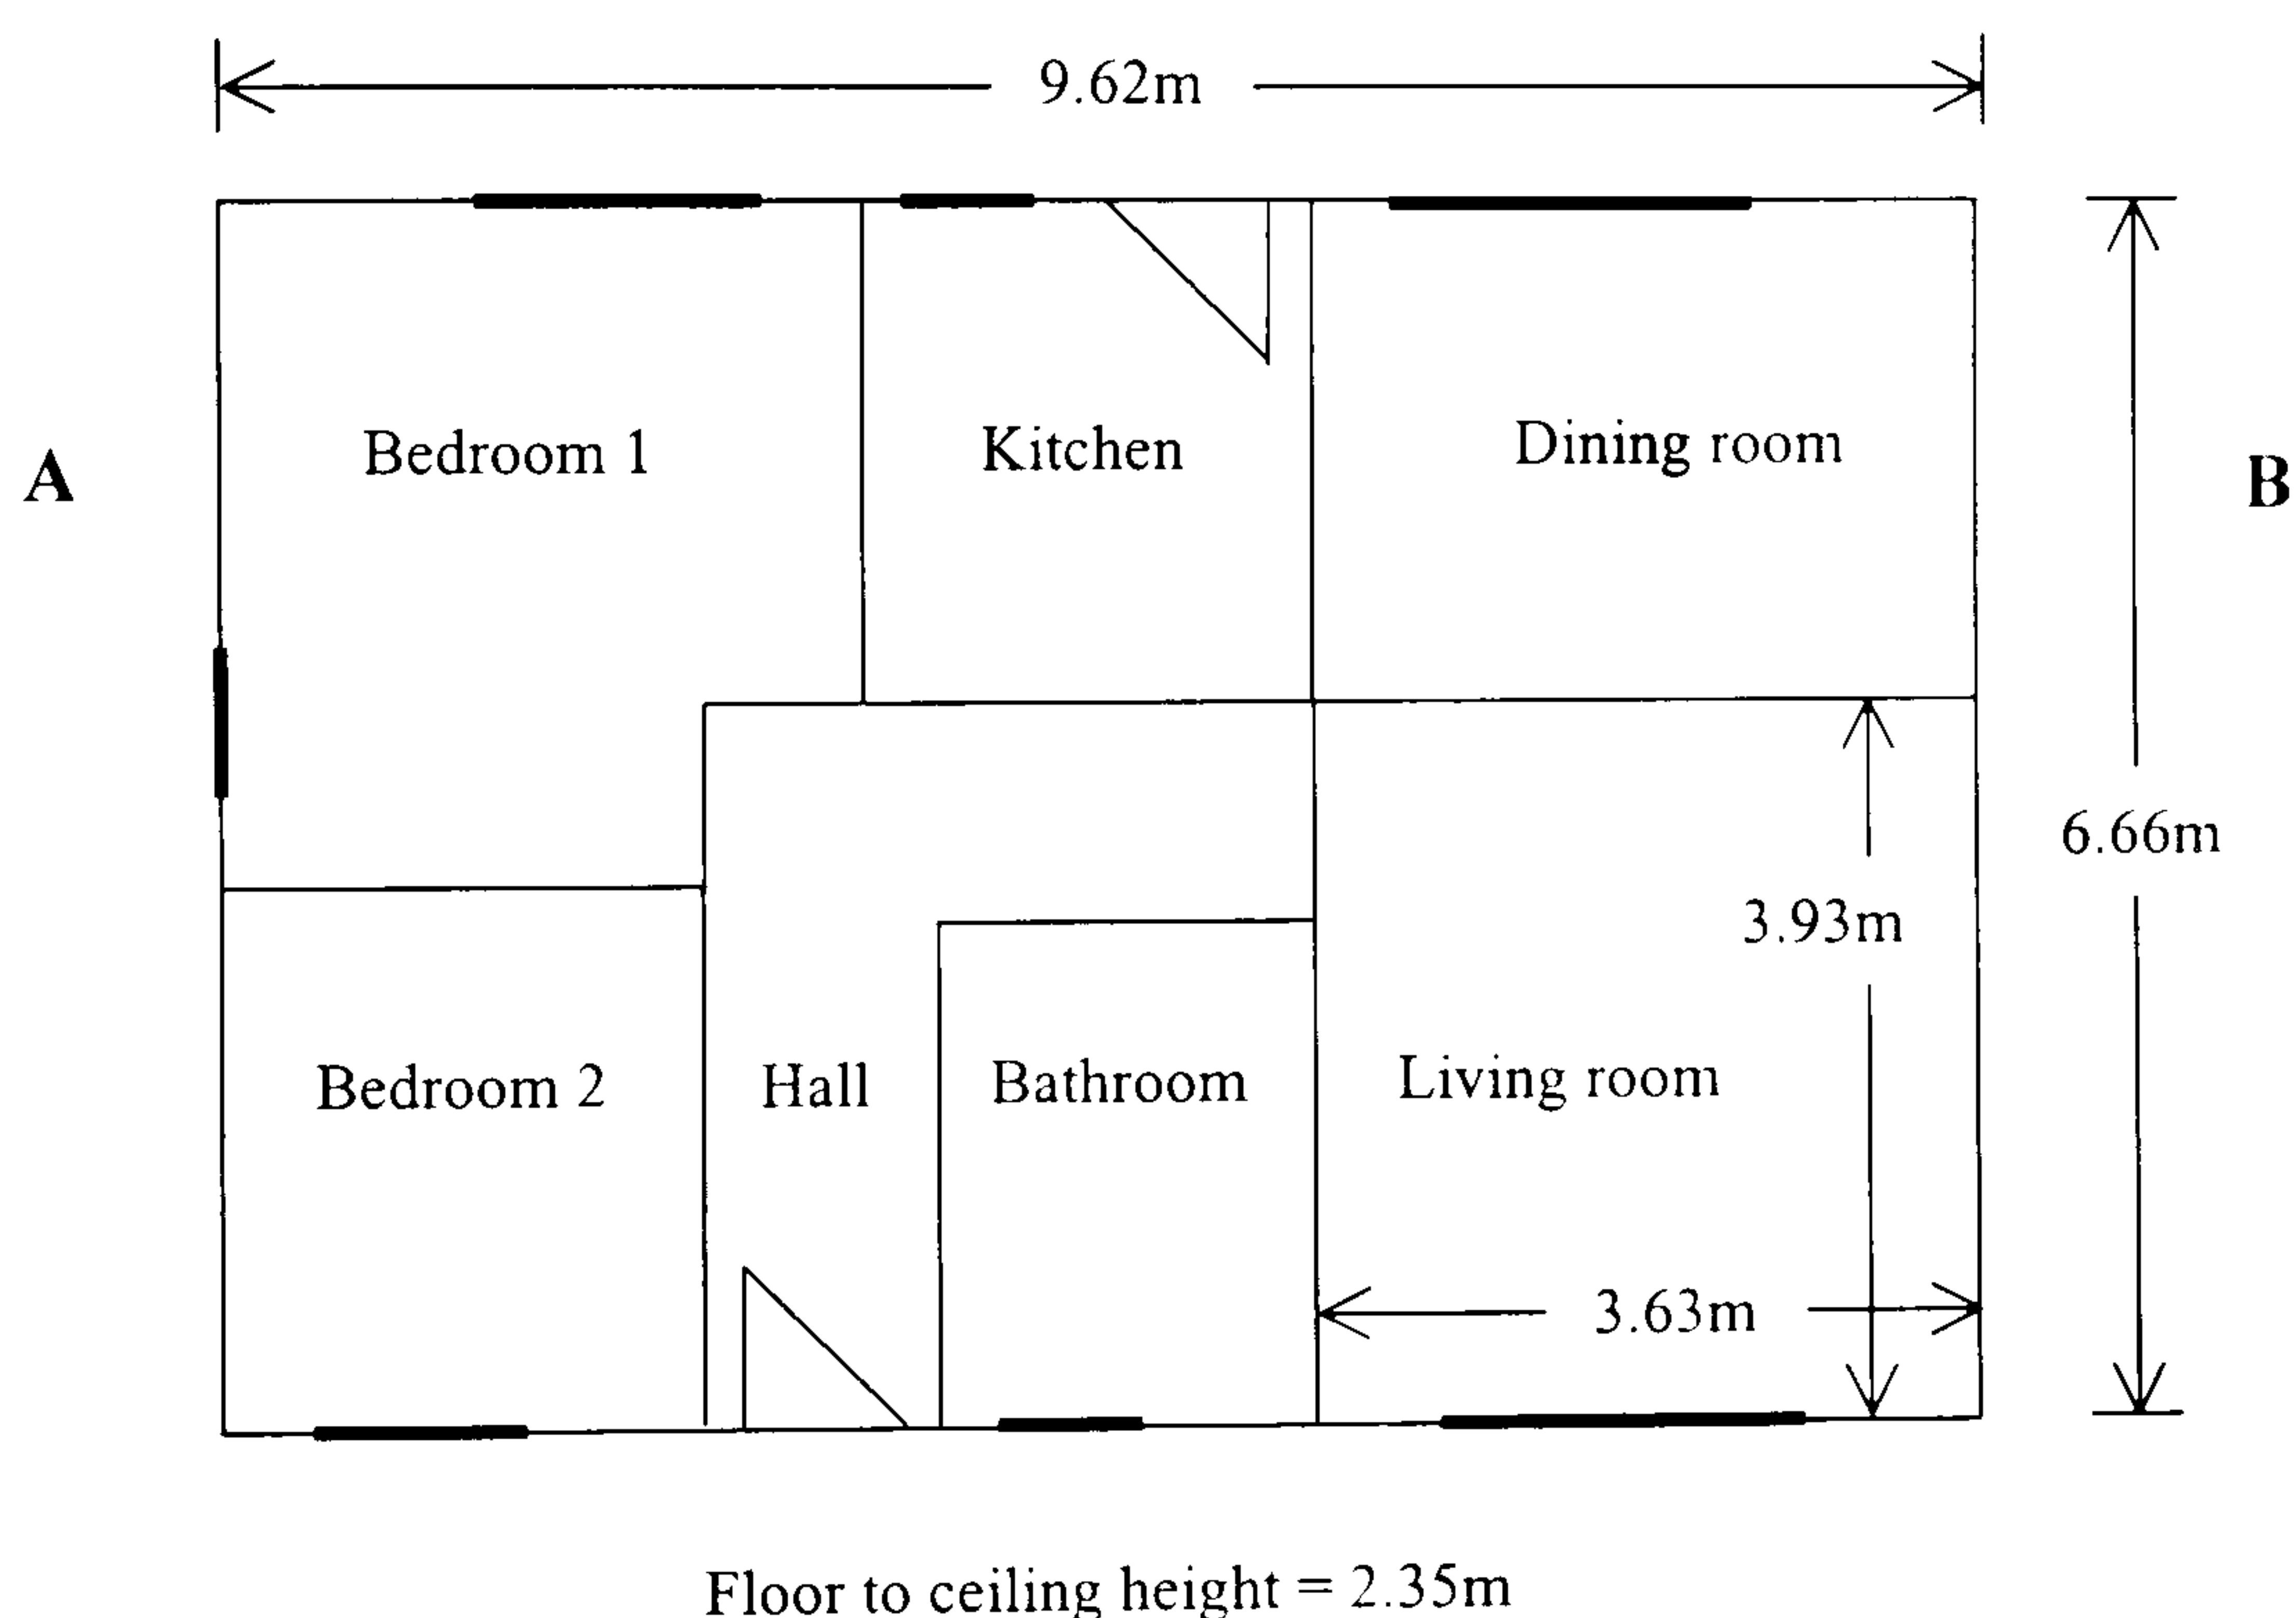 9.62m
Bedroom 1
Kitchen
Dining room
A
B
6.66m
3.93m
Bedroom 2
Hall
Bathroom
Living room
3.63m
Floor to ceiling height = 2.35m